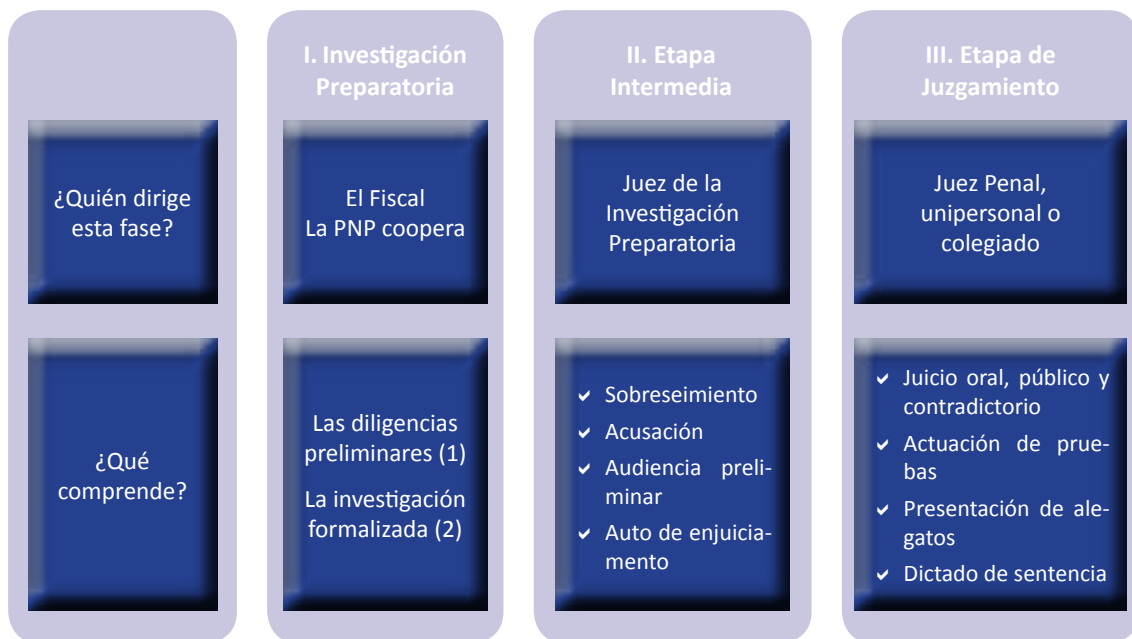 I. Investigación
Preparatoria
II. Etapa
Intermedia
III. Etapa de
Juzgamiento
¿Quién dirige
esta fase?
El Fiscal
La PNP coopera
Juez de la
Investigación
Preparatoria
Juez Penal,
unipersonal o
colegiado
¿Qué
comprende?
Las diligencias
preliminares (1)
La investigación
formalizada (2)
✓ Sobreseimiento
✓ Acusación
✓ Audiencia preli-
minar
✓ Auto de enjuicia-
mento
✓ Juicio oral, público y
contradictorio
✓ Actuación de prue-
bas
✓ Presentación de ale-
gatos
✓ Dictado de sentencia